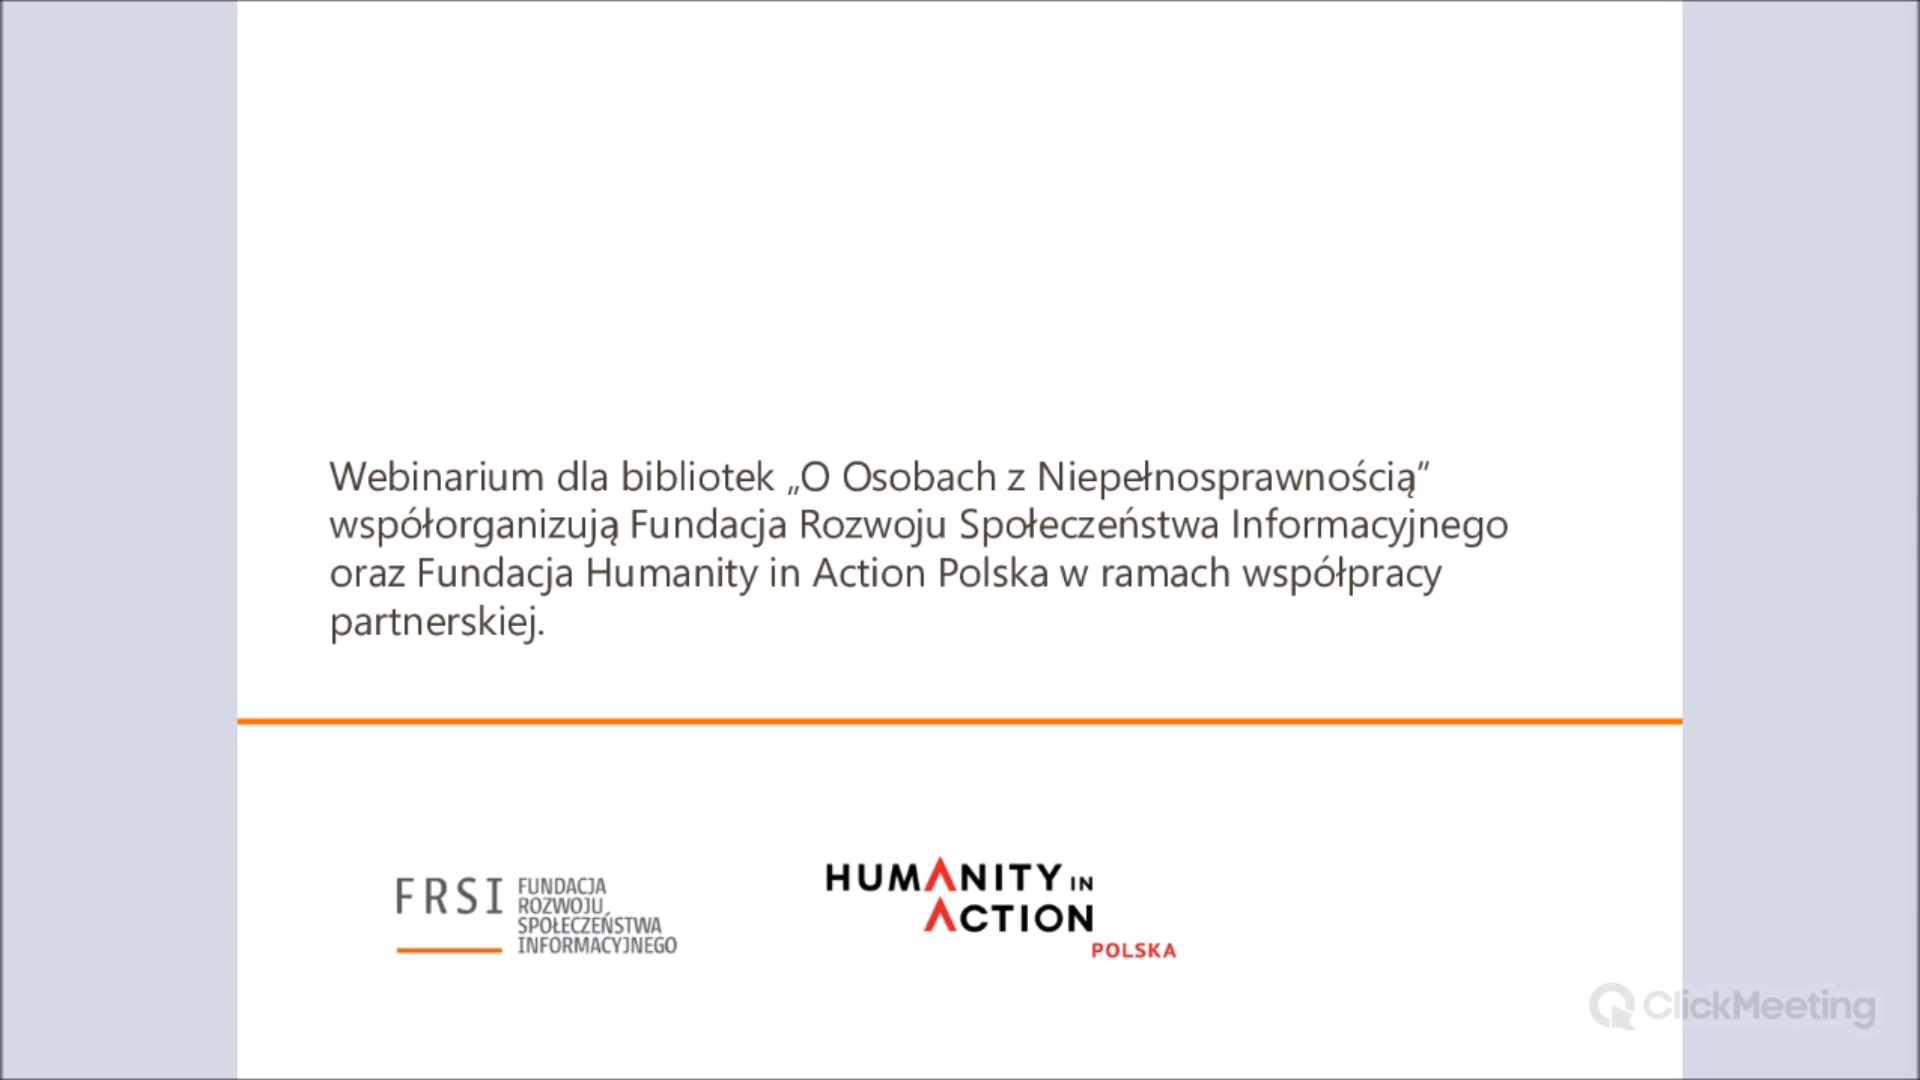 Webinarium dla bibliotek „O Osobach z Niepełnosprawnością”
współorganizują Fundacja Rozwoju Społeczeństwa Informacyjnego
oraz Fundacja Humanity in Action Polska w ramach współpracy
partnerskiej.
FRSI
FUNDACJA
ROZWOJU
SPOŁECZEŃSTWA
INFORMACYJNEGO
HUMANITY IN
ACTION
POLSKA
ClickMeeting